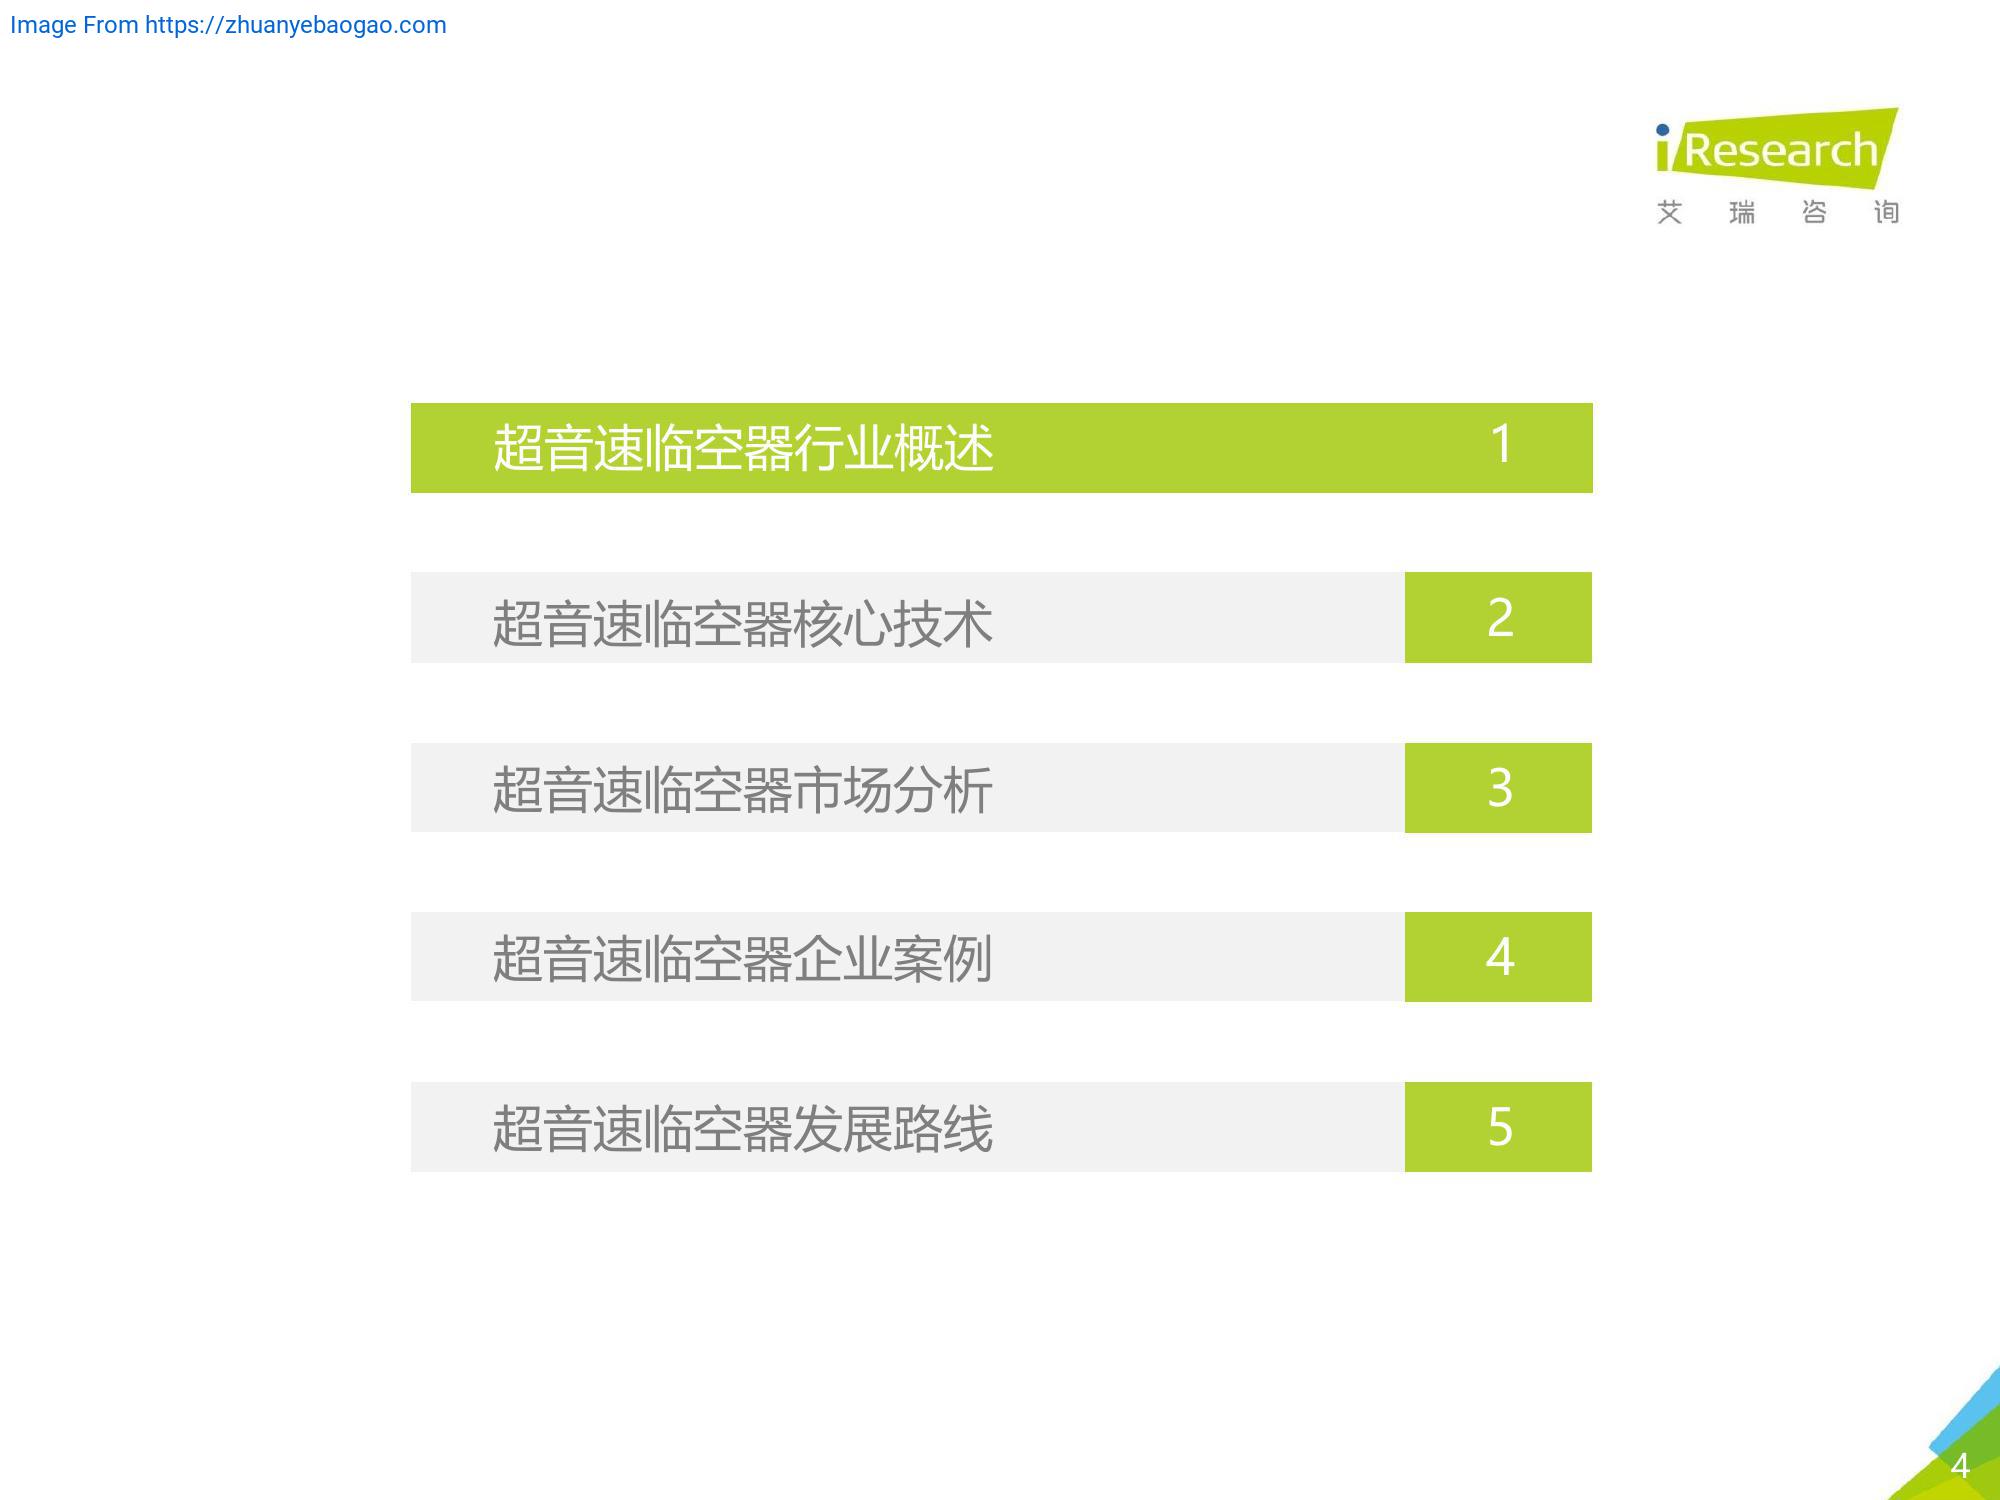 Image From https://zhuanyebaogao.com
iResearch
艾瑞咨询
超音速临空器行业概述 1
超音速临空器核心技术 2
超音速临空器市场分析 3
超音速临空器企业案例 4
超音速临空器发展路线 5
4